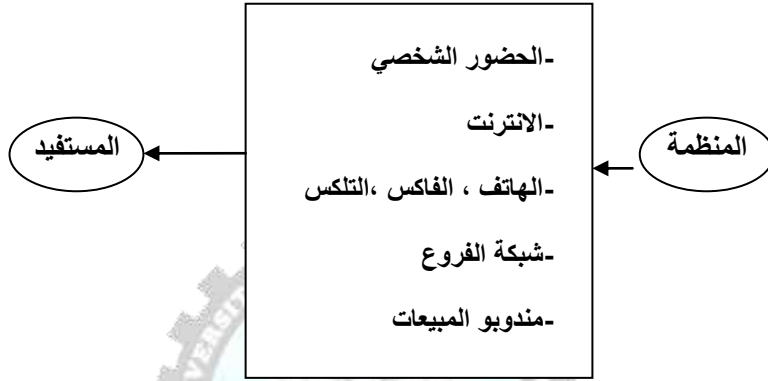 -الحضور الشخصي
-الانترنت
المنظمة
المستفيد
-الهاتف ، الفاكس ،التلكس
-شبكة الفروع
-مندوبو المبيعات